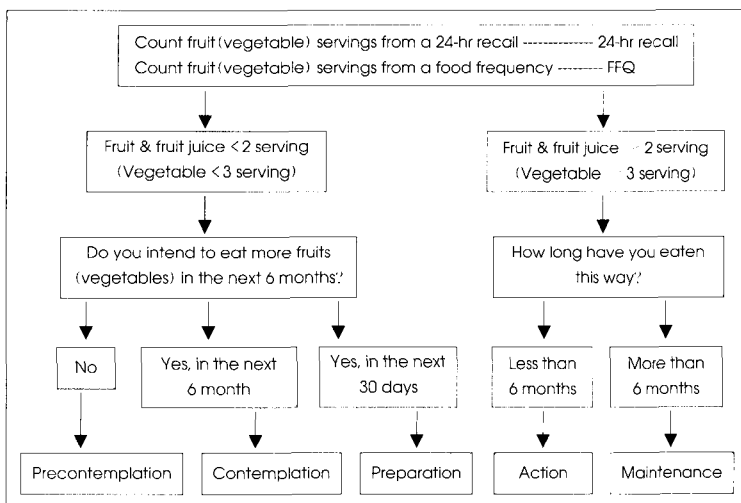 Count fruit(vegetable) servings from a 24-hr recall ---------- 24-hr recall
Count fruit(vegetable) servings from a food frequency ------- FFQ
Fruit & fruit juice <2 serving
(Vegetable <3 serving)
Fruit & fruit juice 2 serving
(Vegetable 3 serving)
Do you intend to eat more fruits
(vegetables) in the next 6 months?
How long have you eaten
this way?
No
Yes, in the next
6 month
Yes, in the next
30 days
Less than
6 months
More than
6 months
Precontemplation
Contemplation
Preparation
Action
Maintenance